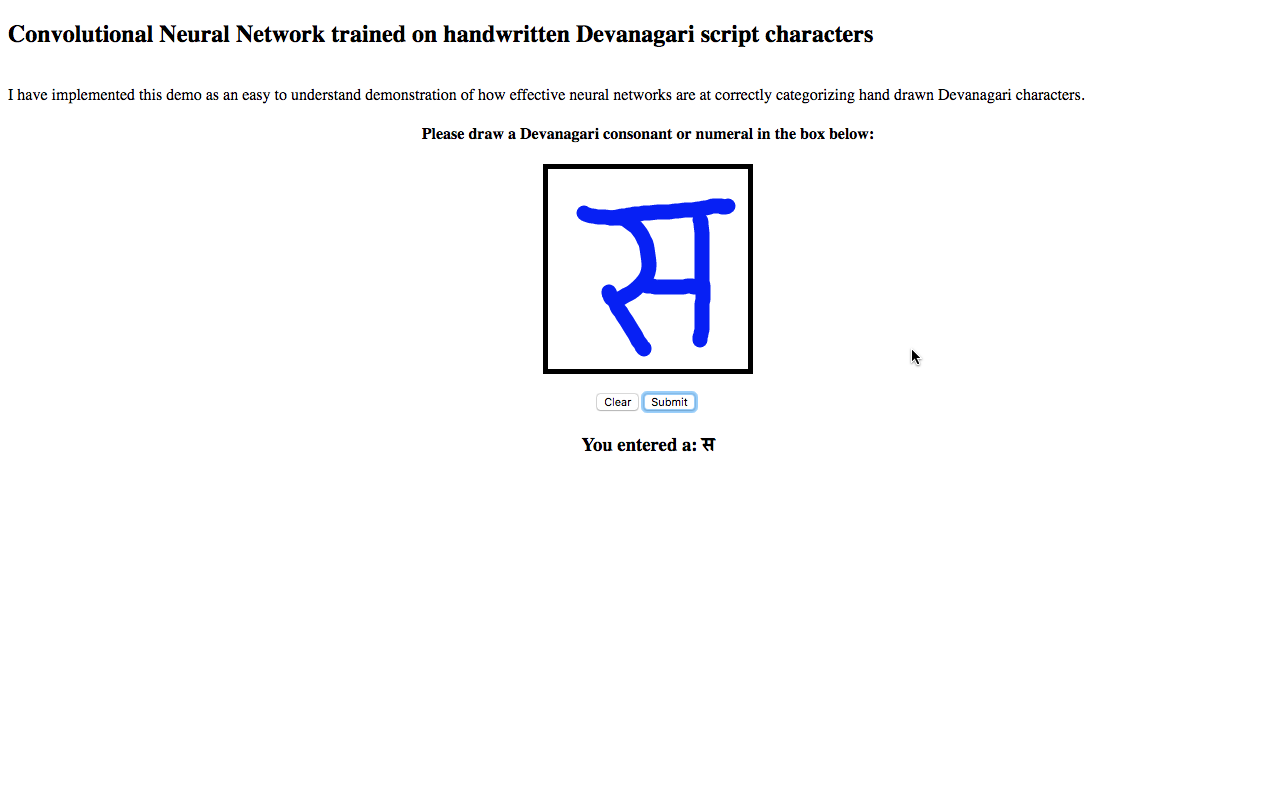 Convolutional Neural Network trained on handwritten Devanagari script characters
I have implemented this demo as an easy to understand demonstration of how effective neural networks are at correctly categorizing hand drawn Devanagari characters.
Please draw a Devanagari consonant or numeral in the box below:
स
Clear Submit
You entered a: स